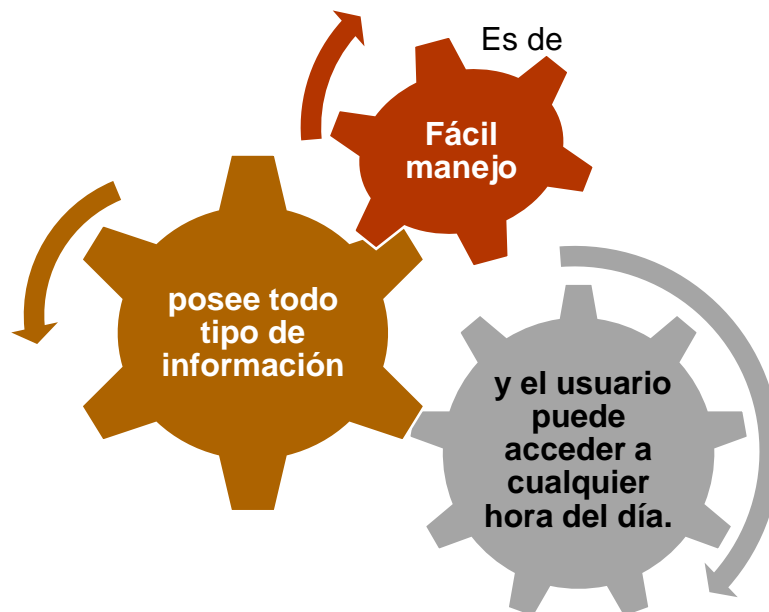 Es de
Fácil
manejo
posee todo
tipo de
información
y el usuario
puede
acceder a
cualquier
hora del día.